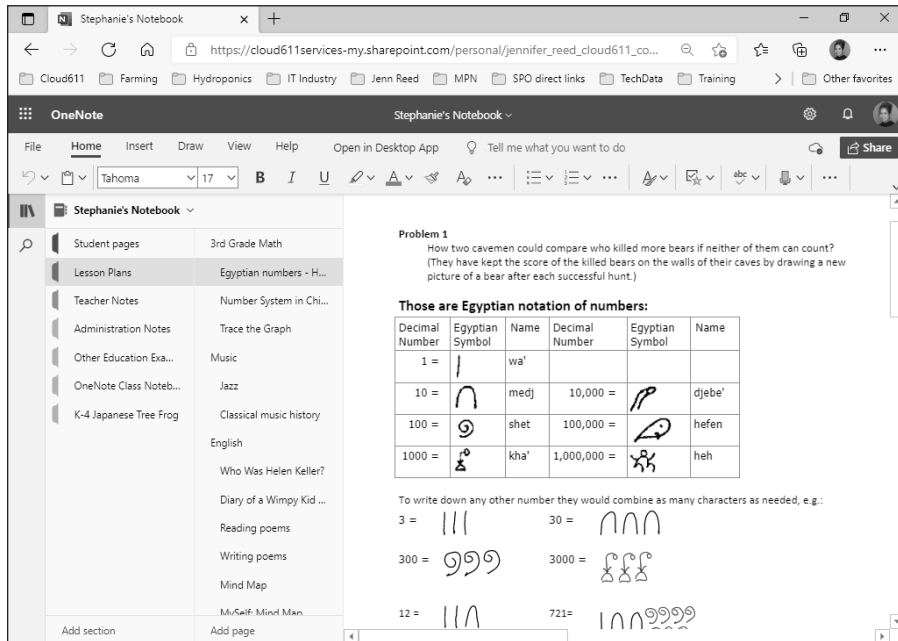 Stephanie's Notebook
https://cloud611services-my.sharepoint.com/personal/jennifer_reed_cloud611_co...
Cloud611 Farming Hydroponics IT Industry Jenn Reed MPN SPO direct links TechData Training Other favorites
OneNote Stephanie's Notebook
File Home Insert Draw View Help Open in Desktop App Tell me what you want to do Share
Tahoma 17 B I U A A abc
Stephanie's Notebook
Student pages
Lesson Plans
Teacher Notes
Administration Notes
Other Education Exa...
OneNote Class Noteb...
K-4 Japanese Tree Frog
Add section
3rd Grade Math
Egyptian numbers - H...
Number System in Chi...
Trace the Graph
Music
Jazz
Classical music history
English
Who Was Helen Keller?
Diary of a Wimpy Kid ...
Reading poems
Writing poems
Mind Map
MySelf: Mind Map
Add page
Problem 1
How two cavemen could compare who killed more bears if neither of them can count?
(They have kept the score of the killed bears on the walls of their caves by drawing a new
picture of a bear after each successful hunt.)
Those are Egyptian notation of numbers:
Decimal Egyptian Name Decimal Egyptian Name
Number Symbol Number Symbol
1 = wa'
10 = medj 10,000 = djebe'
100 = shet 100,000 = hefen
1000 = kha' 1,000,000 = heh
To write down any other number they would combine as many characters as needed, e.g.:
3 = 30 =
300 = 3000 =
12 = 721=